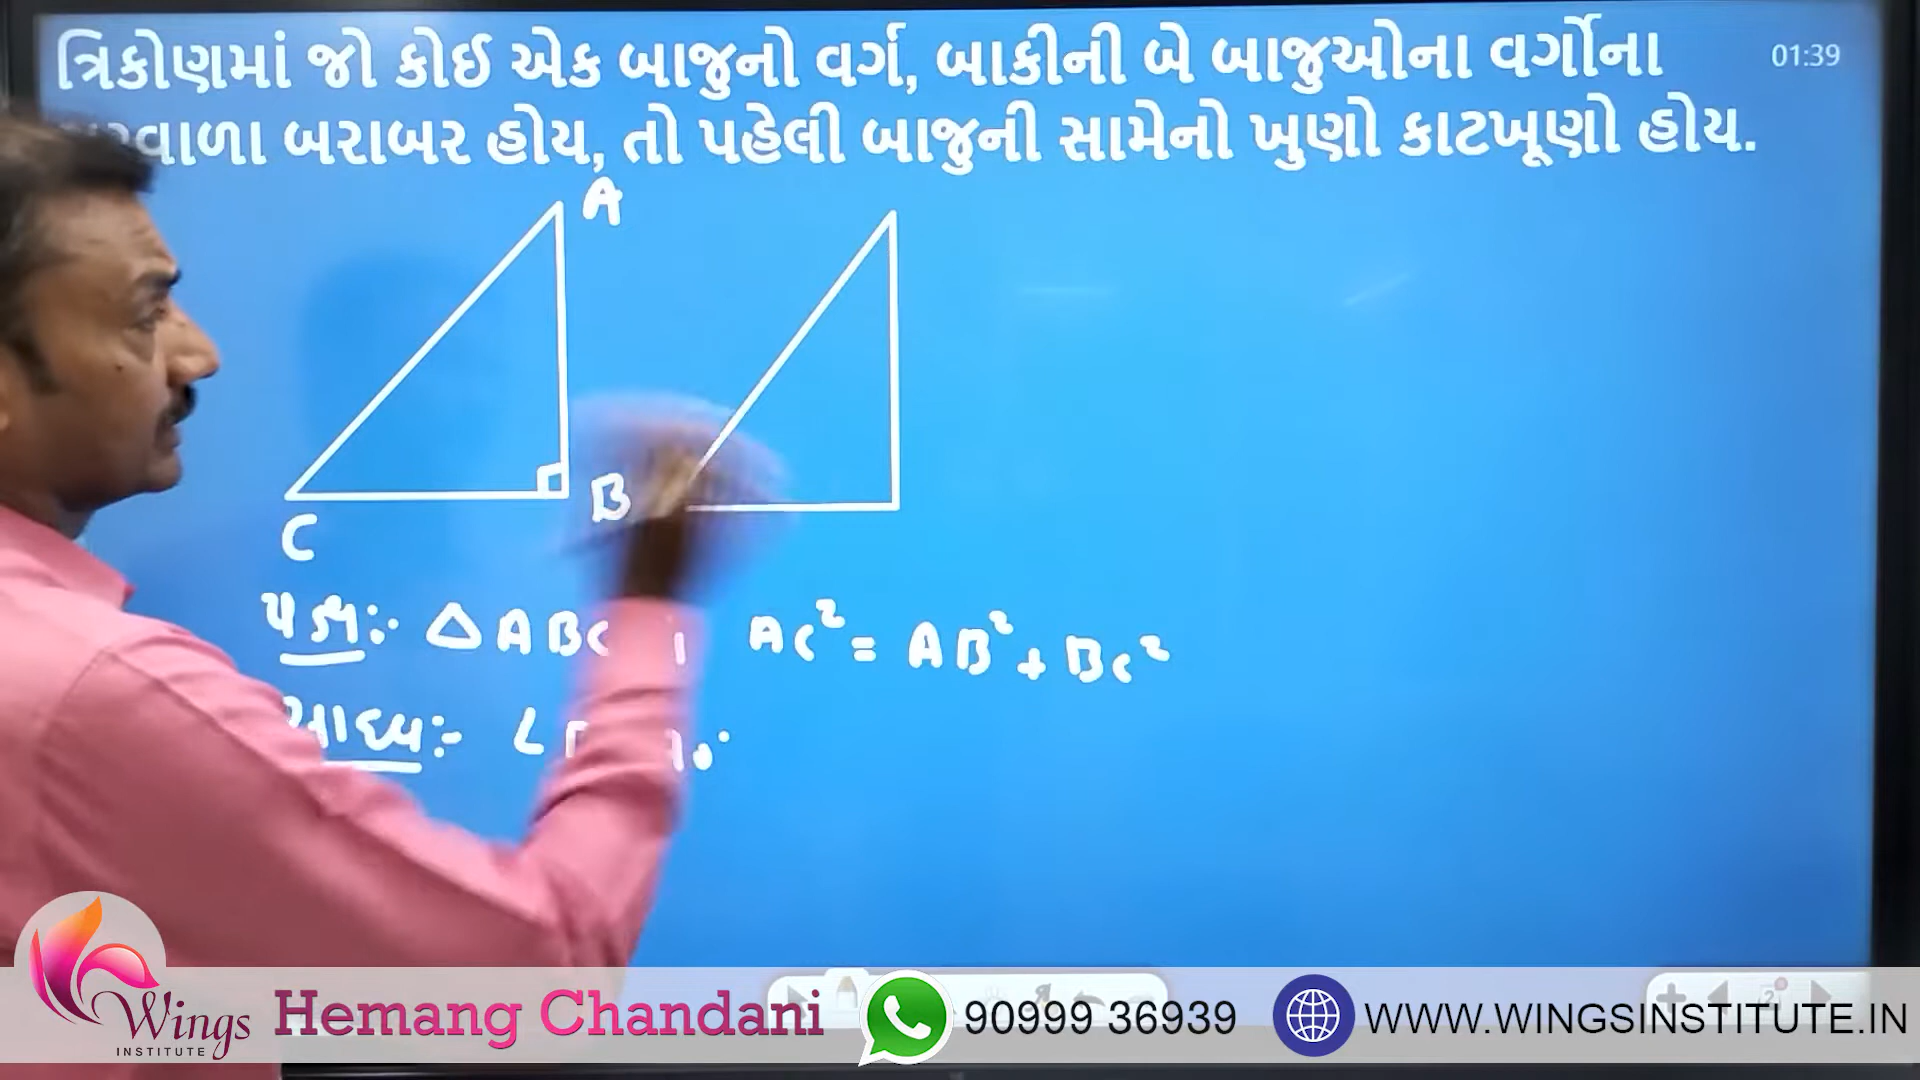 ત્રિકોણમાં જો કોઈ એક બાજુનો વર્ગ, બાકીની બે બાજુઓના વર્ગોના
બરાબર હોય, તો પહેલી બાજુની સામેનો ખુણો કાટખૂણો હોય.
01:39
A
B
C
પક્ષ:- △ABC AC² = AB² + BC²
સાધ્ય:- ∠
Wings
INSTITUTE
Hemang Chandani
90999 36939
WWW.WINGSINSTITUTE.IN